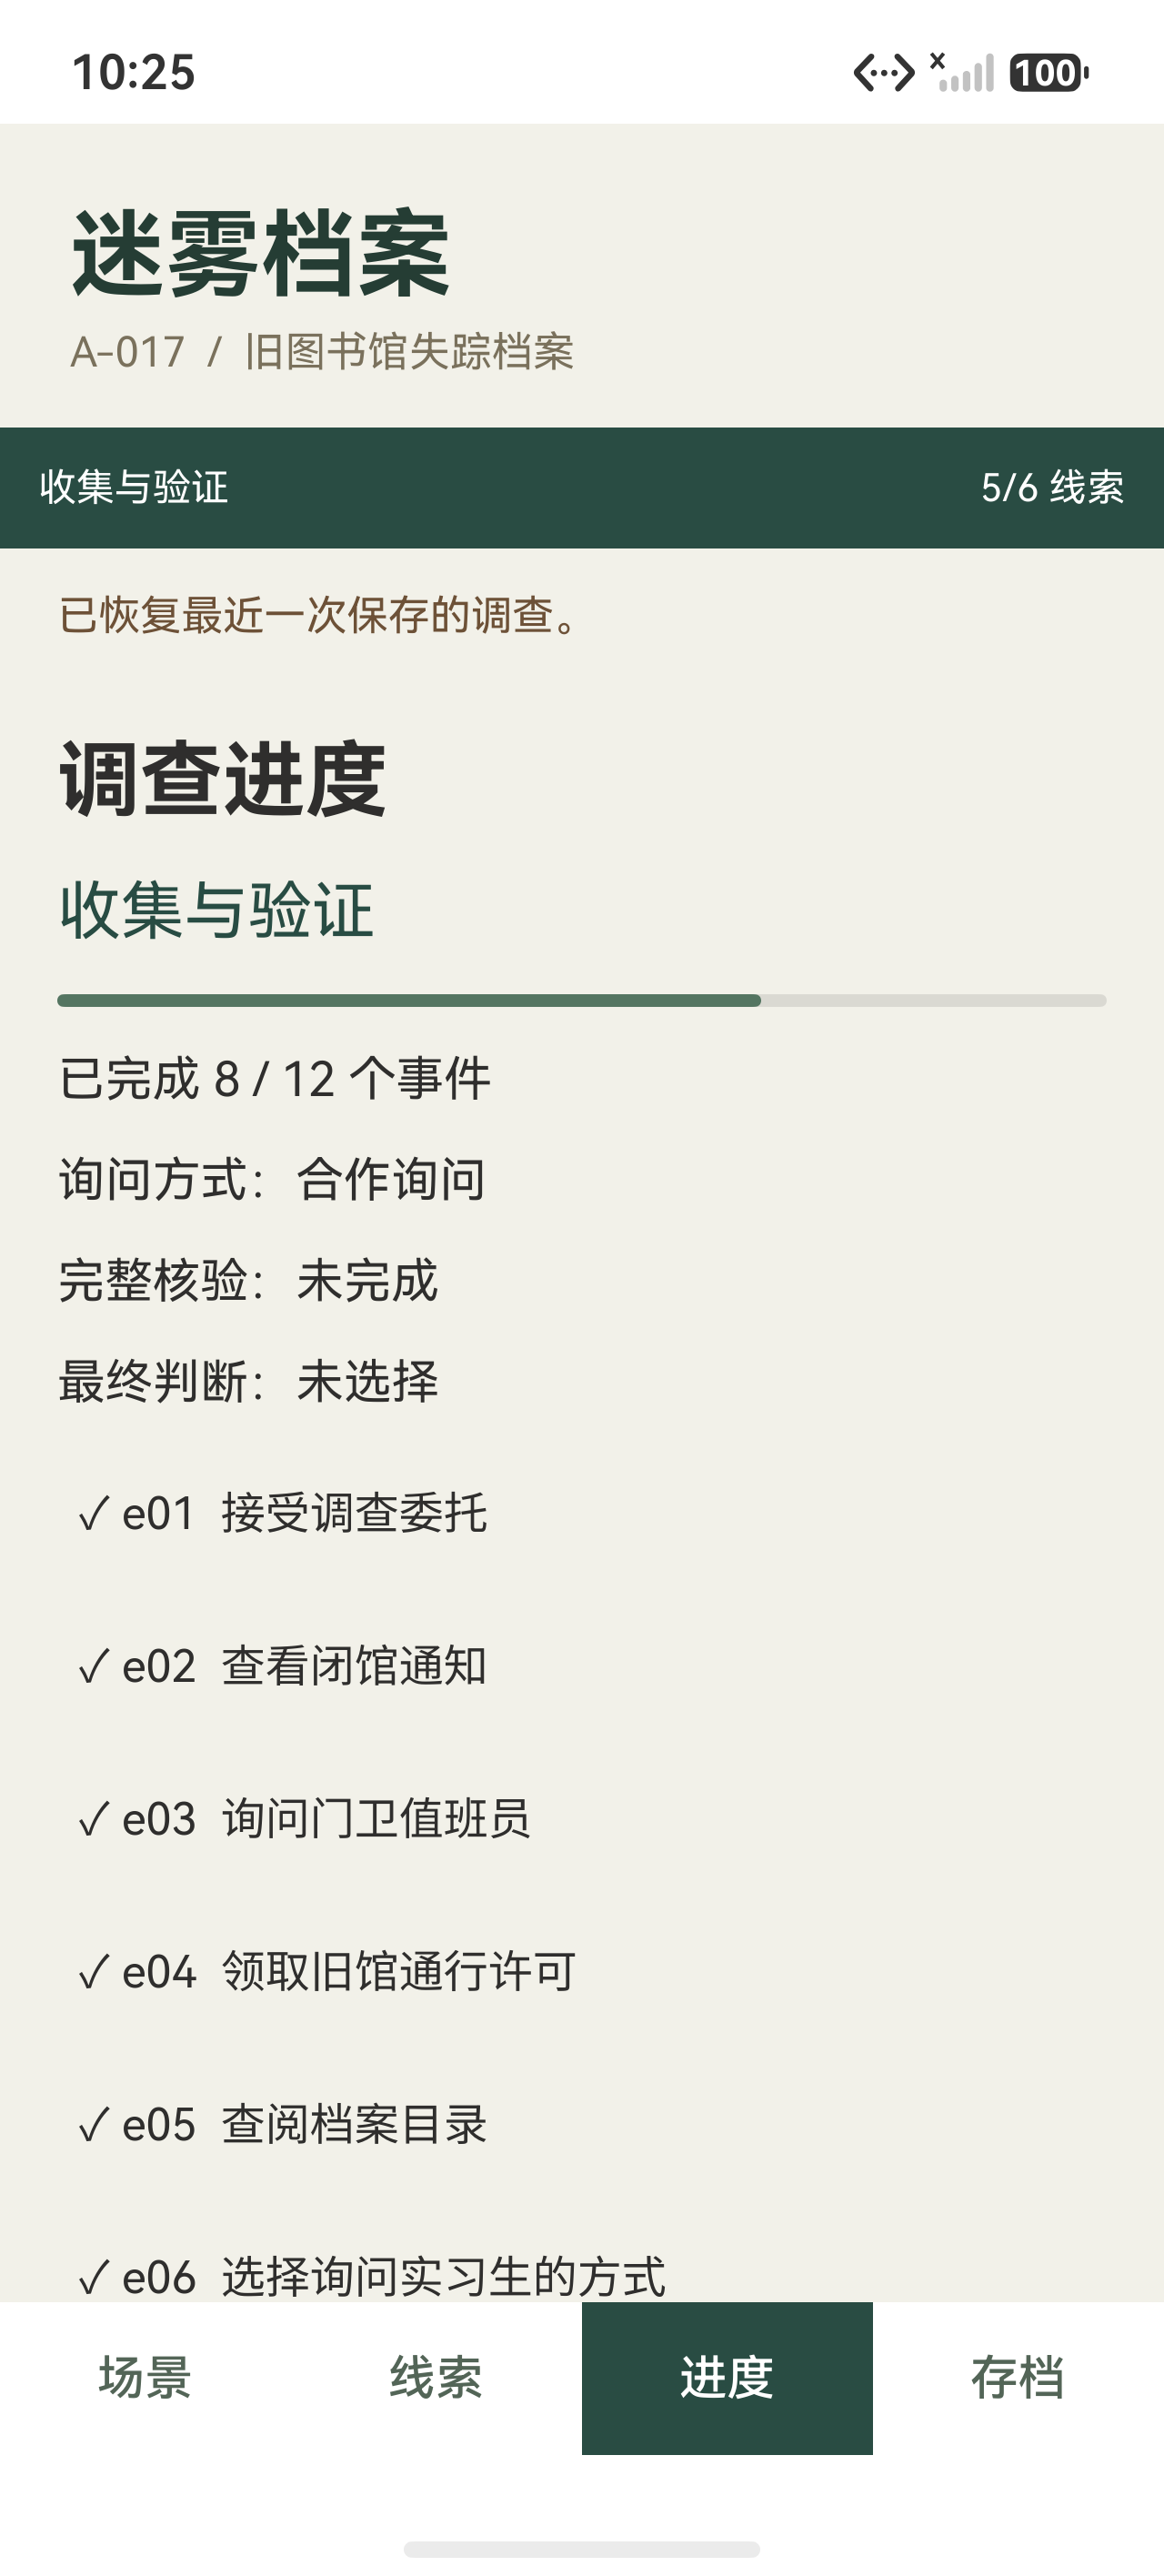 10:25
100
迷雾档案
A-017 / 旧图书馆失踪档案
收集与验证 5/6 线索
已恢复最近一次保存的调查。
调查进度
收集与验证
已完成 8 / 12 个事件
询问方式：合作询问
完整核验：未完成
最终判断：未选择
✓ e01 接受调查委托
✓ e02 查看闭馆通知
✓ e03 询问门卫值班员
✓ e04 领取旧馆通行许可
✓ e05 查阅档案目录
✓ e06 选择询问实习生的方式
场景 线索 进度 存档